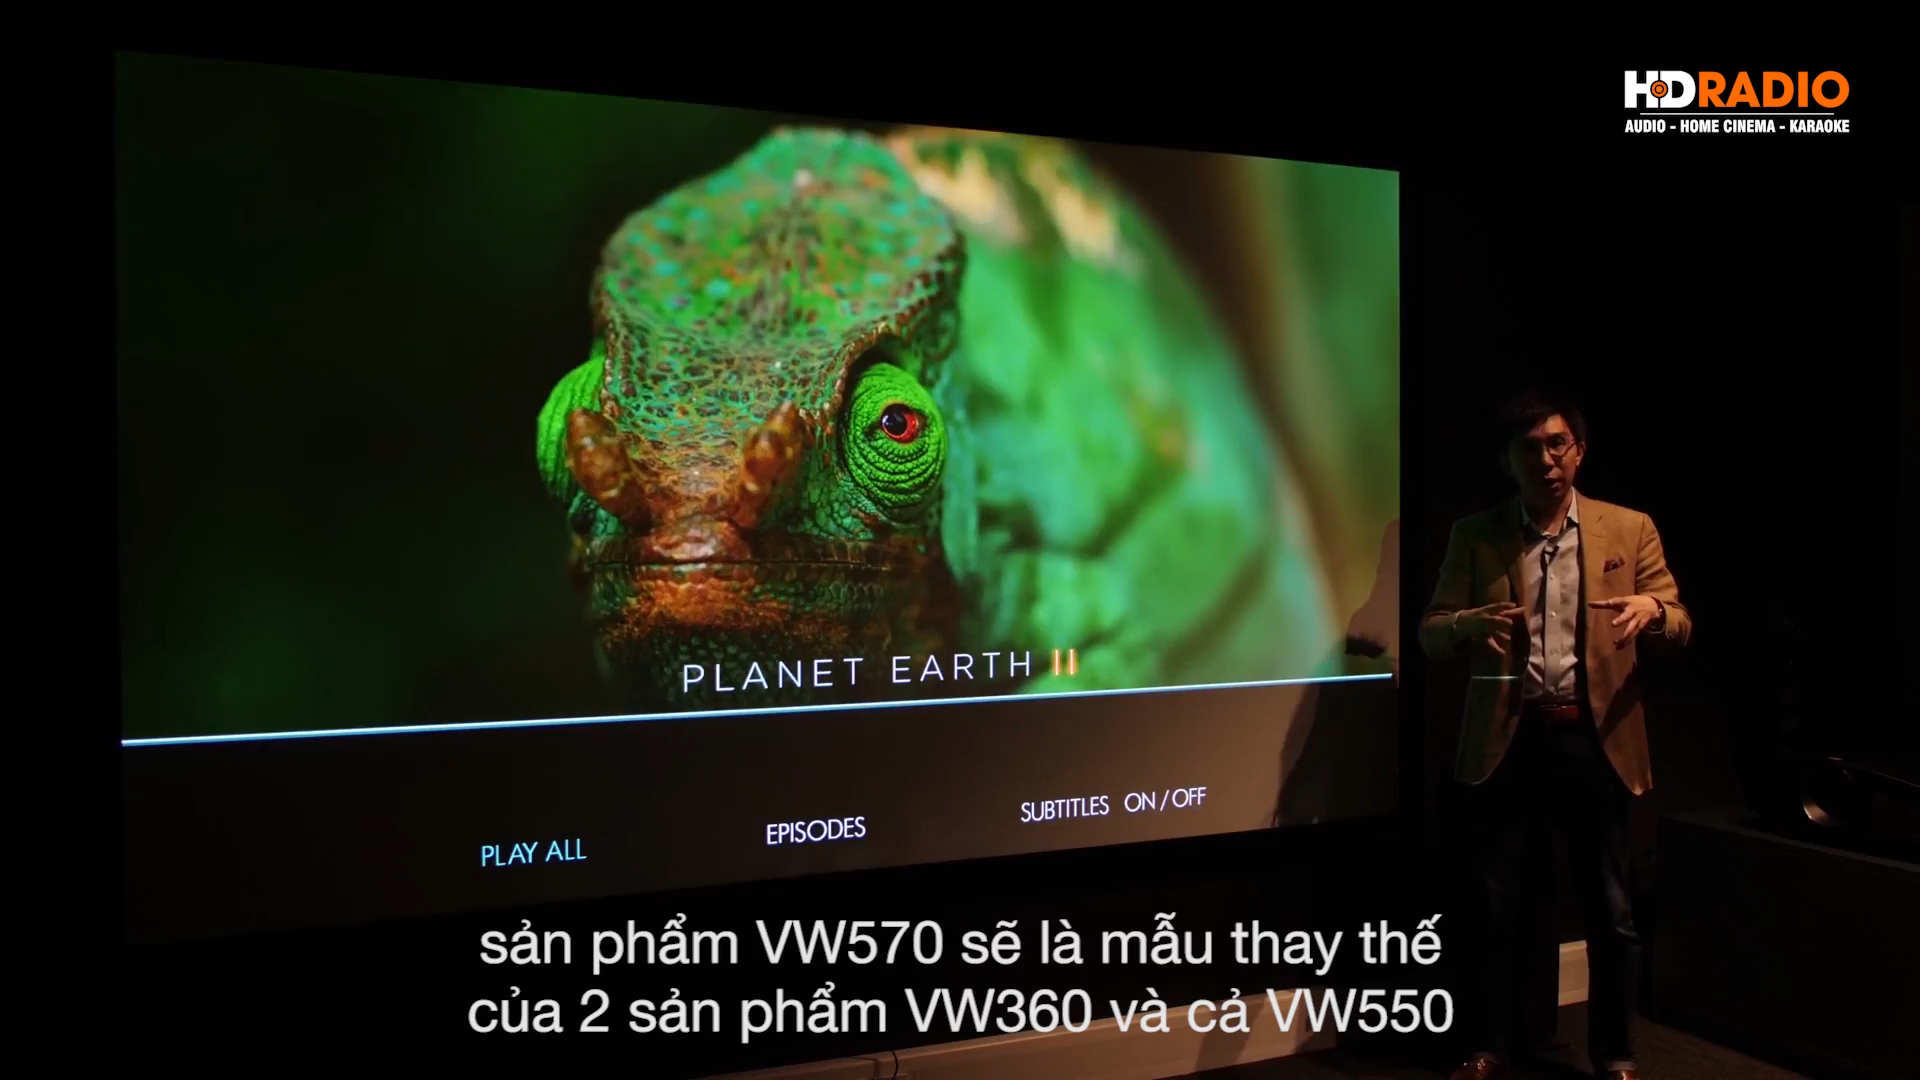 HDRADIO
AUDIO - HOME CINEMA - KARAOKE
PLANET EARTH II
PLAY ALL
EPISODES
SUBTITLES ON / OFF
sản phẩm VW570 sẽ là mẫu thay thế
của 2 sản phẩm VW360 và cả VW550